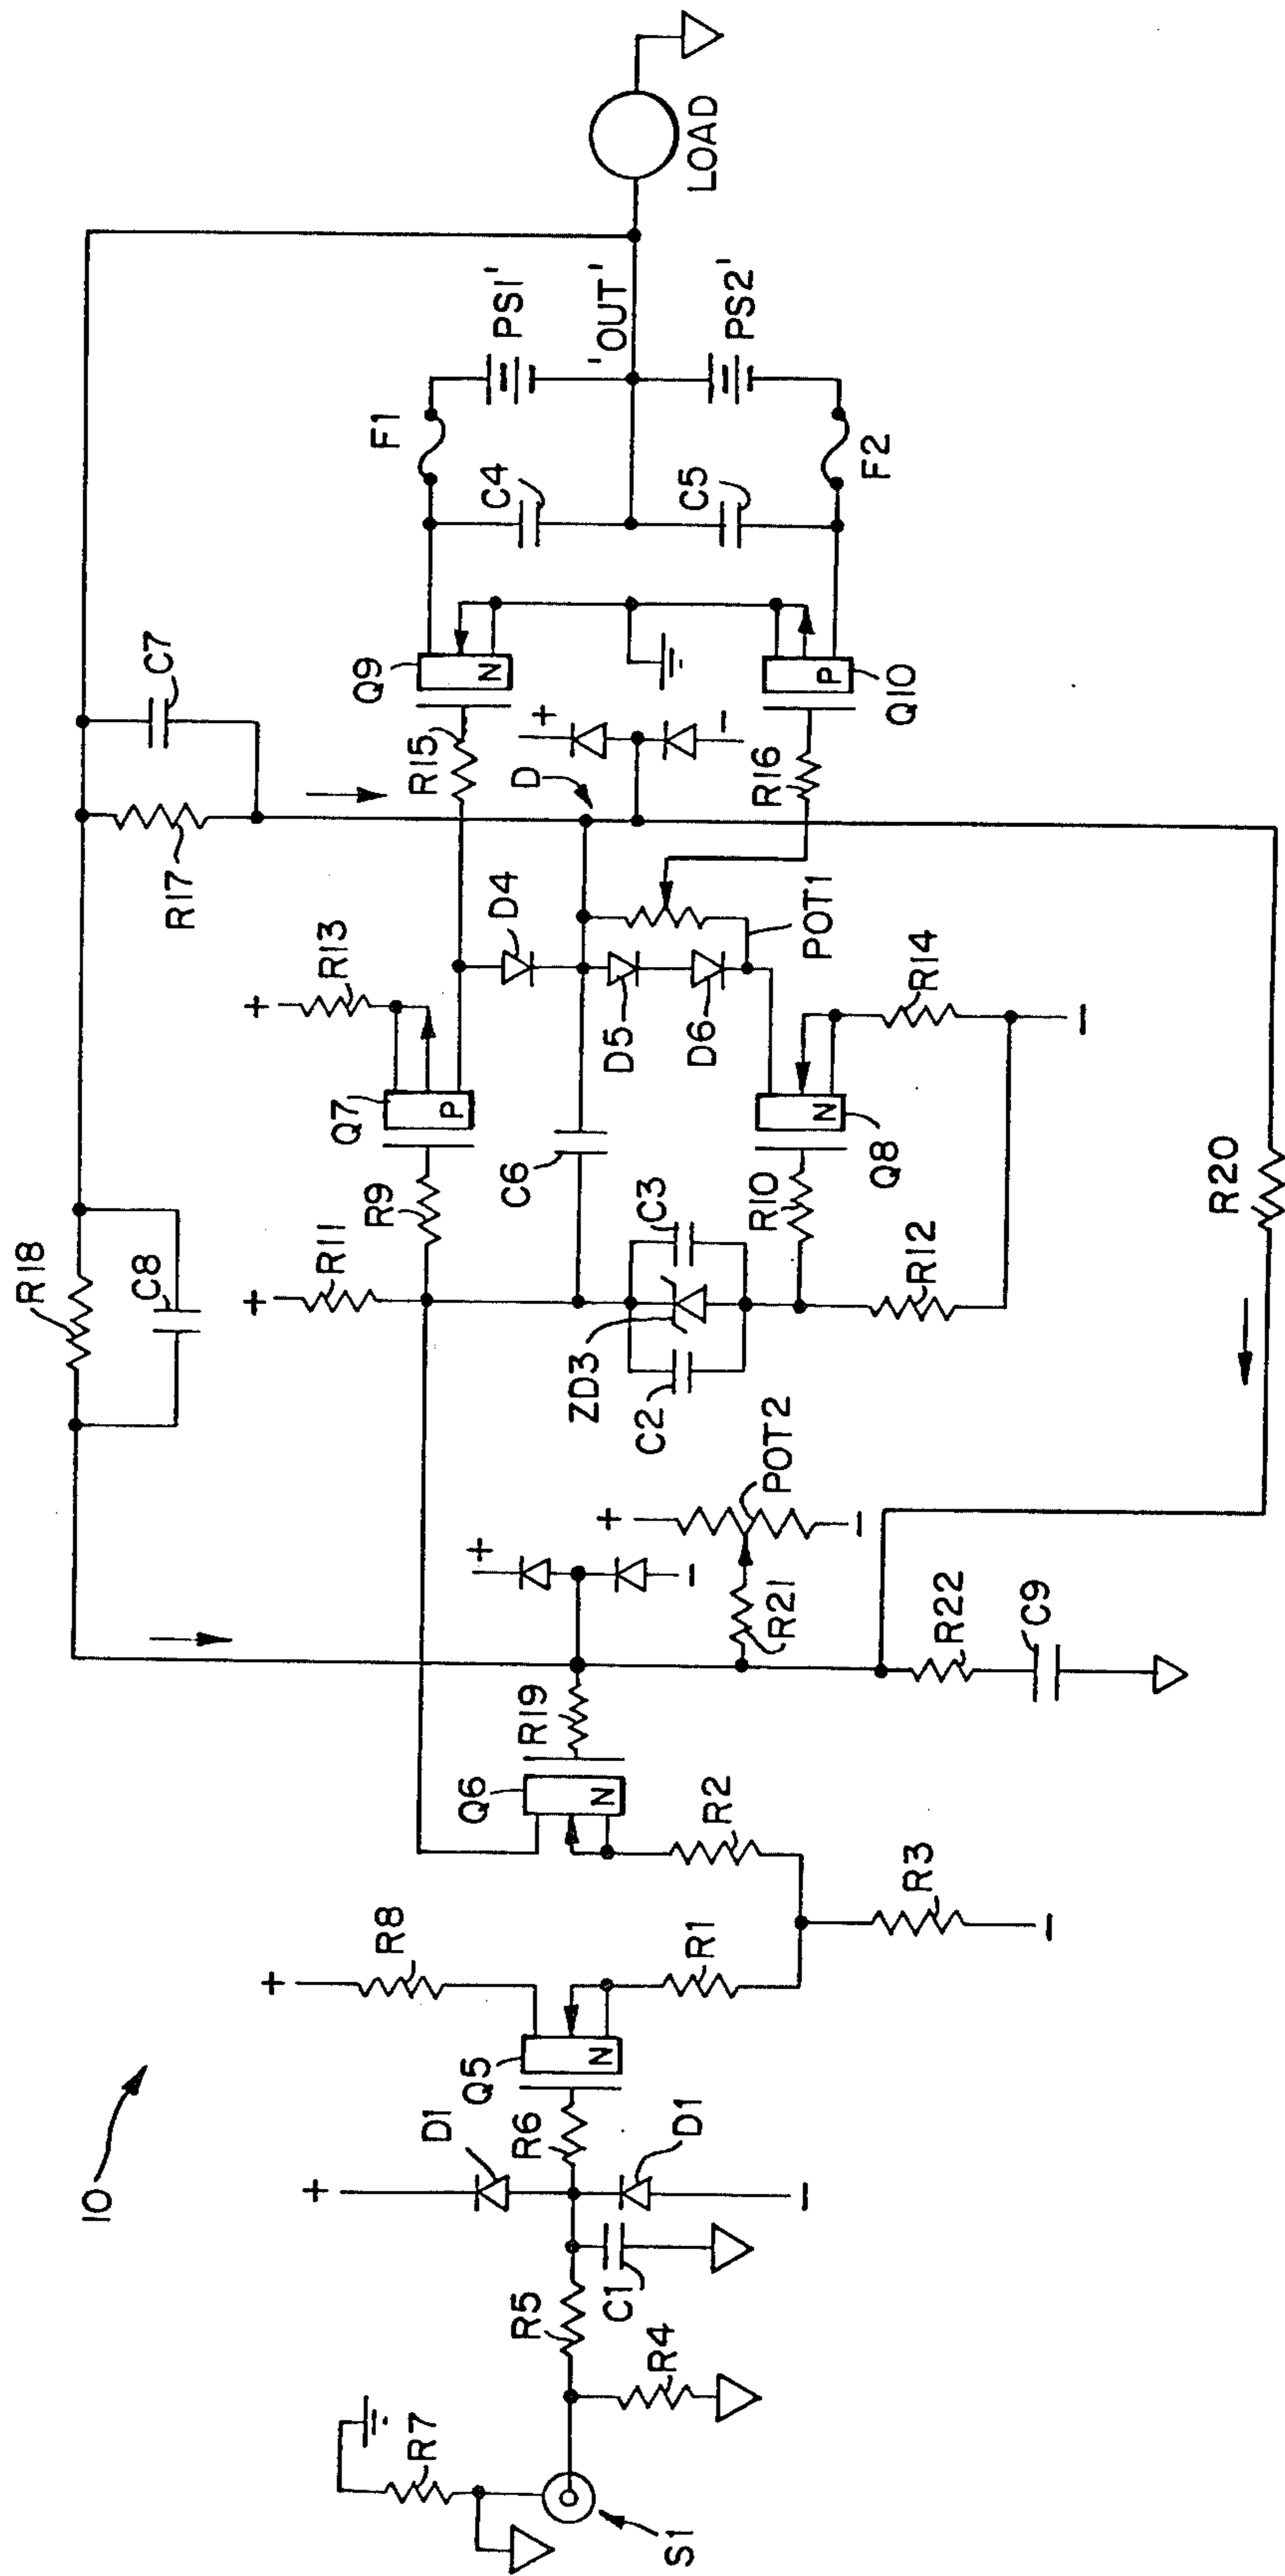 10
S1
R7
R4
R5
C1
D1
D1
+
-
R6
Q5
N
+
R8
R1
R3
-
R2
Q6
N
R19
R22
C9
R21
POT2
+
-
+
-
R18
C8
+
R11
R9
Q7
P
+
R13
C6
ZD3
C2
C3
R10
R12
Q8
N
R14
-
D4
D5
D6
POT1
R20
R17
C7
D
+
-
R15
R16
Q9
N
Q10
P
C4
C5
F1
F2
PS1'
PS2'
'OUT'
LOAD